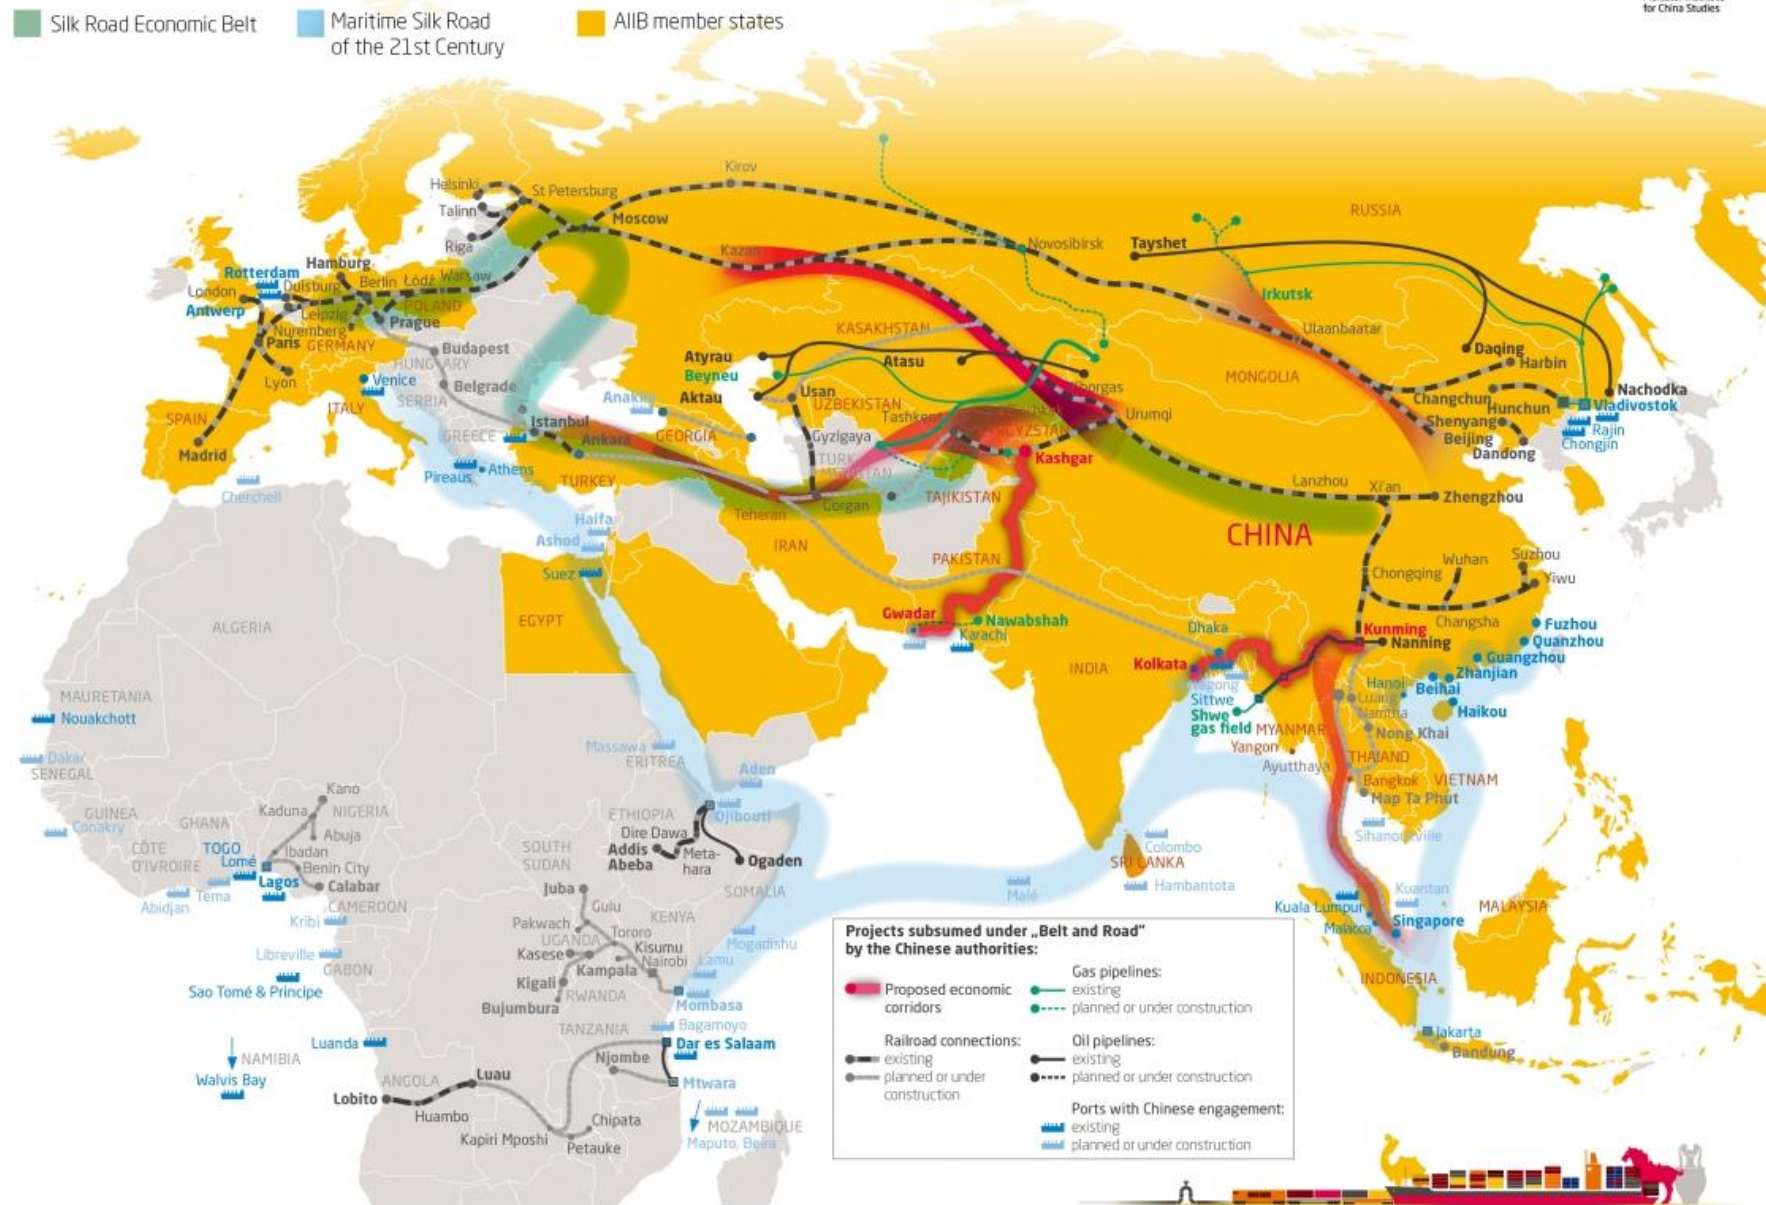 for China Studies
Silk Road Economic Belt
Maritime Silk Road
of the 21st Century
AIIB member states
Kirov
Helsinki
St Petersburg
Talinn
Moscow
RUSSIA
Riga
Kazan
Novosibirsk
Tayshet
Hamburg
Rotterdam
Duisburg
Berlin
Łódź
Warsaw
London
Irkutsk
Antwerp
Leipzig
POLAND
Prague
Nuremberg
KASAKHSTAN
Ulaanbaatar
Paris
GERMANY
Budapest
HUNGARY
Atyrau
Atasu
Daqing
Harbin
Lyon
Venice
Belgrade
Beyneu
Khorgas
MONGOLIA
Nachodka
SERBIA
Anaklia
Aktau
Usan
UZBEKISTAN
Changchun
Hunchun
Vladivostok
SPAIN
ITALY
Istanbul
Tashkent
Urumqi
Shenyang
Rajin
GREECE
Ankara
GEORGIA
Gyzlgaya
Beijing
Chongjin
Madrid
Kashgar
Dandong
Pireaus
Athens
TURKEY
Cherchell
TAJIKISTAN
Lanzhou
Xi'an
Zhengzhou
Teheran
Gorgan
Haifa
Ashod
IRAN
PAKISTAN
CHINA
Suez
Wuhan
Suzhou
Chongqing
Yiwu
Gwadar
Nawabshah
Karachi
Dhaka
Changsha
Fuzhou
ALGERIA
EGYPT
Kunming
Nanning
Quanzhou
INDIA
Kolkata
Guangzhou
Zhanjian
Hanoi
Beihai
MAURETANIA
Sittwe
Luang
Namtha
Haikou
Nouakchott
Shwe
gas field
MYANMAR
Nong Khai
Massawa
Yangon
Dakar
SENEGAL
ERITREA
Aden
Ayutthaya
THAILAND
Bangkok
VIETNAM
Map Ta Phut
Kano
Kaduna
NIGERIA
GUINEA
Conakry
GHANA
ETHIOPIA
Djibouti
Abuja
Dire Dawa
Sihanoukville
CÔTE
D'IVROIRE
TOGO
Lomé
Ibadan
SOUTH
SUDAN
Addis
Abeba
Meta-
hara
Ogaden
Colombo
Benin City
SRI LANKA
Lagos
Calabar
Juba
SOMALIA
Malé
Hambantota
Kuantan
Abidjan
Tema
CAMEROON
Gulu
Kuala Lumpur
MALAYSIA
Kribi
Pakwach
KENYA
Malacca
Singapore
UGANDA
Tororo
Kisumu
Mogadishu
Libreville
Kasese
Nairobi
Lamu
GABON
Kampala
INDONESIA
Kigali
Sao Tomé & Principe
RWANDA
Bujumbura
Mombasa
TANZANIA
Bagamoyo
Jakarta
Luanda
Dar es Salaam
Bandung
NAMIBIA
Njombe
Walvis Bay
ANGOLA
Luau
Mtwara
Lobito
Huambo
Chipata
MOZAMBIQUE
Kapiri Mposhi
Petauke
Maputo, Beira
Projects subsumed under „Belt and Road"
by the Chinese authorities:
Proposed economic
corridors
Railroad connections:
existing
planned or under
construction
Gas pipelines:
existing
planned or under construction
Oil pipelines:
existing
planned or under construction
Ports with Chinese engagement:
existing
planned or under construction